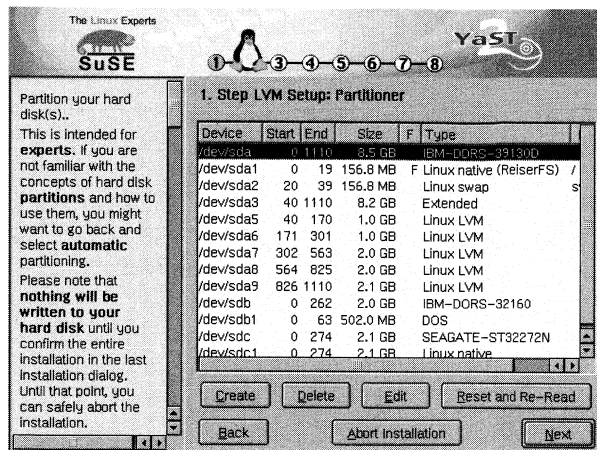 The Linux Experts
SuSE
YaST
1 3 4 5 6 7 8
Partition your hard
disk(s)..
This is intended for
experts. If you are
not familiar with the
concepts of hard disk
partitions and how to
use them, you might
want to go back and
select automatic
partitioning.
Please note that
nothing will be
written to your
hard disk until you
confirm the entire
installation in the last
installation dialog.
Until that point, you
can safely abort the
installation.
1. Step LVM Setup: Partitioner
Device Start End Size F Type
/dev/sda 0 1110 8.5 GB IBM-DDRS-39130D
/dev/sda1 0 19 156.8 MB F Linux native (ReiserFS) /
/dev/sda2 20 39 156.8 MB Linux swap s
/dev/sda3 40 1110 8.2 GB Extended
/dev/sda5 40 170 1.0 GB Linux LVM
/dev/sda6 171 301 1.0 GB Linux LVM
/dev/sda7 302 563 2.0 GB Linux LVM
/dev/sda8 564 825 2.0 GB Linux LVM
/dev/sda9 826 1110 2.1 GB Linux LVM
/dev/sdb 0 262 2.0 GB IBM-DORS-32160
/dev/sdb1 0 63 502.0 MB DOS
/dev/sdc 0 274 2.1 GB SEAGATE-ST32272N
/dev/sdc1 0 274 2.1 GB Linux native
Create Delete Edit Reset and Re-Read
Back Abort Installation Next